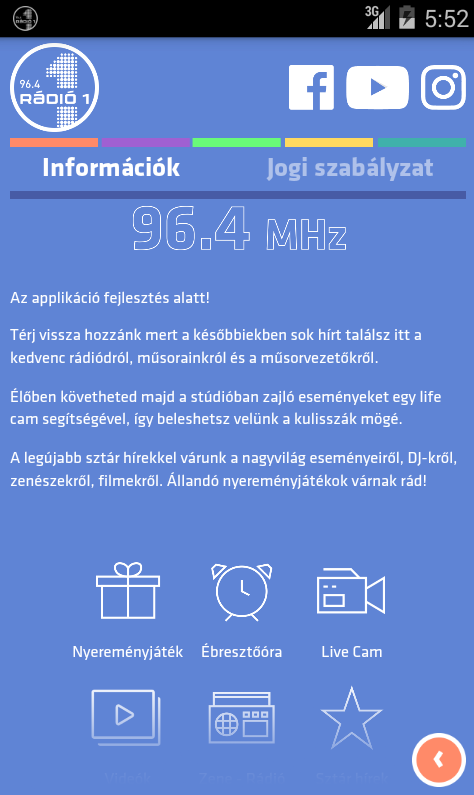 3G
5:52
96.4
RÁDIÓ 1
Információk
Jogi szabályzat
96.4 MHz
Az applikáció fejlesztés alatt!
Térj vissza hozzánk mert a későbbiekben sok hírt találsz itt a
kedvenc rádiódról, műsorainkról és a műsorvezetőkről.
Élőben követheted majd a stúdióban zajló eseményeket egy life
cam segítségével, így beleshetsz velünk a kulisszák mögé.
A legújabb sztár hírekkel várunk a nagyvilág eseményeiről, DJ-kről,
zenészekről, filmekről. Állandó nyereményjátékok várnak rád!
Nyereményjáték
Ébresztőóra
Live Cam